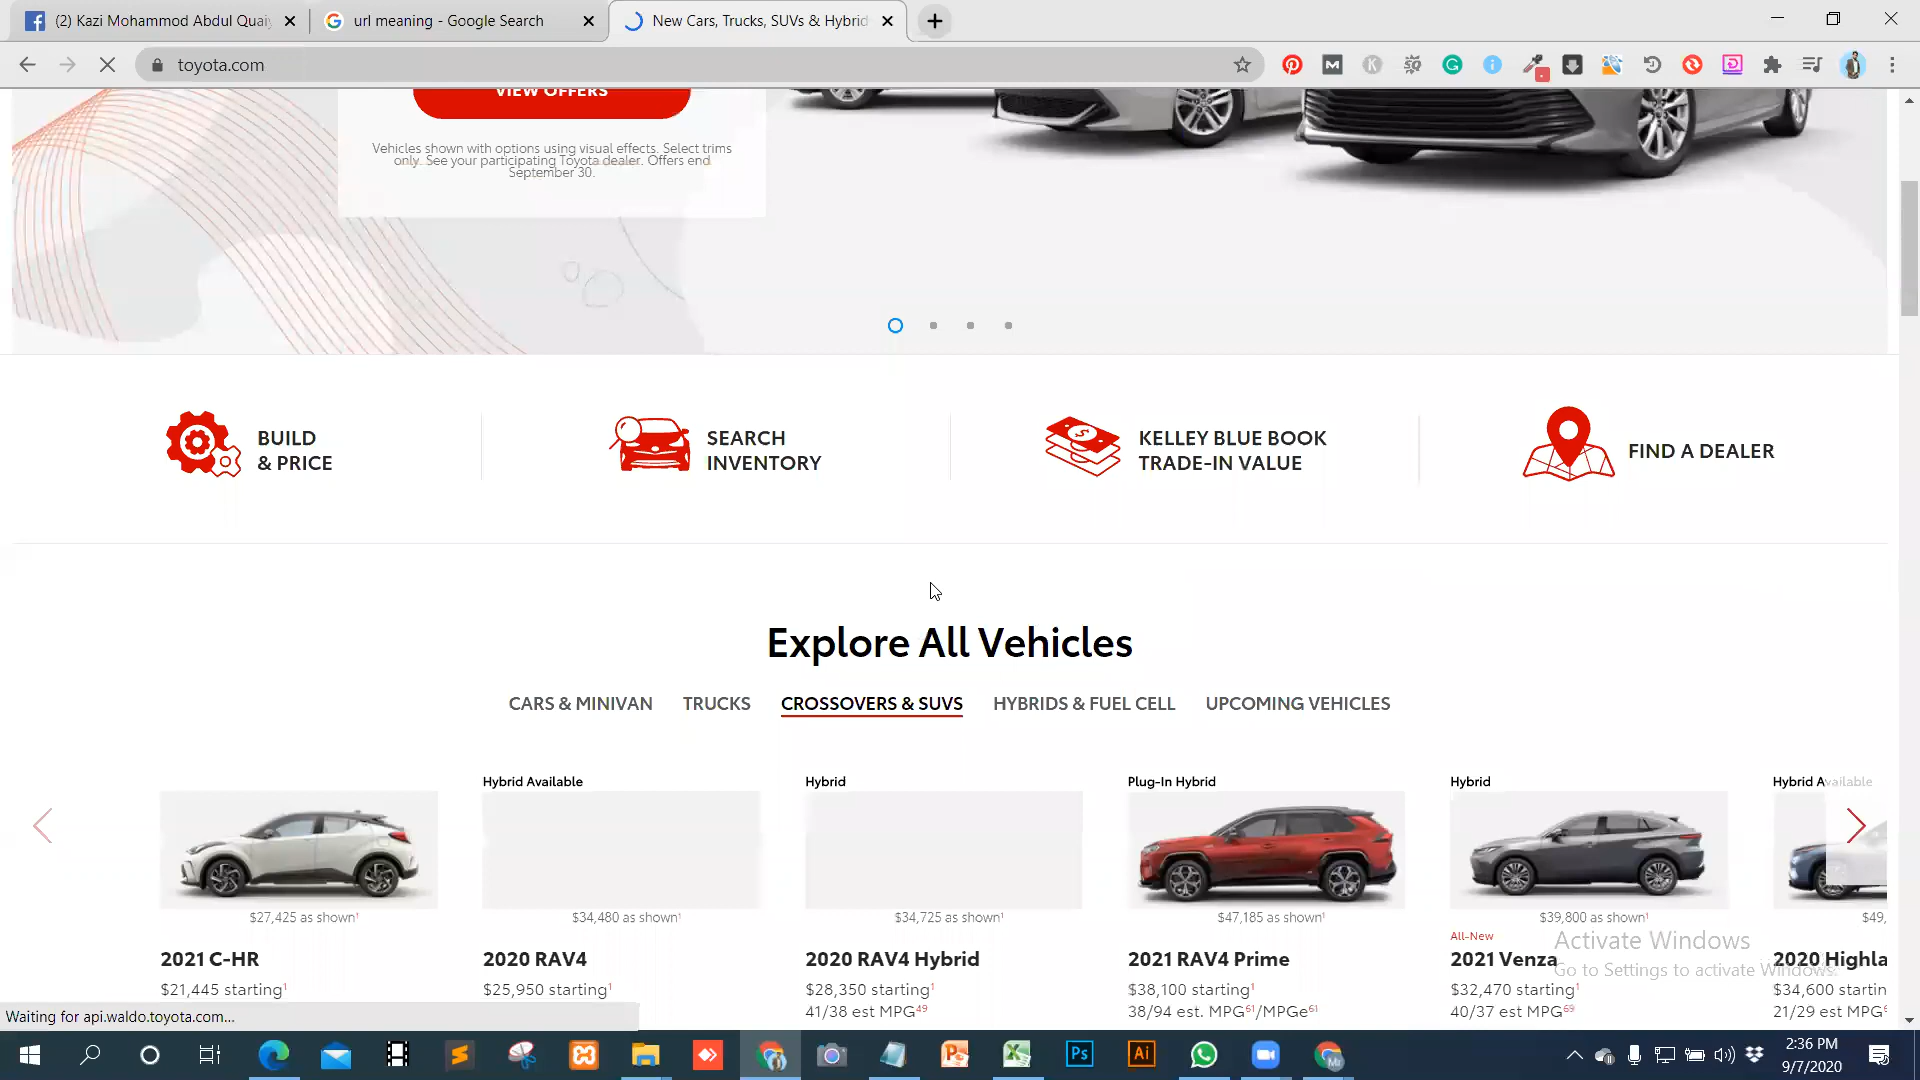 (2) Kazi Mohammod Abdul Quai
url meaning - Google Search
New Cars, Trucks, SUVs & Hybrid
toyota.com
VIEW OFFERS
Vehicles shown with options using visual effects. Select trims
only. See your participating Toyota dealer. Offers end
September 30.
BUILD
& PRICE
SEARCH
INVENTORY
KELLEY BLUE BOOK
TRADE-IN VALUE
FIND A DEALER
Explore All Vehicles
CARS & MINIVAN
TRUCKS
CROSSOVERS & SUVS
HYBRIDS & FUEL CELL
UPCOMING VEHICLES
$27,425 as shown¹
2021 C-HR
$21,445 starting¹
Hybrid Available
$34,480 as shown¹
2020 RAV4
$25,950 starting¹
Hybrid
$34,725 as shown¹
2020 RAV4 Hybrid
$28,350 starting¹
41/38 est MPG⁴⁹
Plug-In Hybrid
$47,185 as shown¹
2021 RAV4 Prime
$38,100 starting¹
38/94 est. MPG⁶¹/MPGe⁶¹
Hybrid
$39,800 as shown¹
All-New
2021 Venza
$32,470 starting¹
40/37 est MPG⁶⁹
Hybrid Available
$49,
2020 Highla
$34,600 startin
21/29 est MPG
Activate Windows
Go to Settings to activate Windows.
Waiting for api.waldo.toyota.com...
2:36 PM
9/7/2020